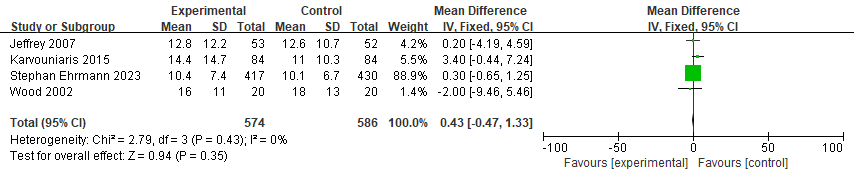 Experimental Control Mean Difference Mean Difference
Study or Subgroup Mean SD Total Mean SD Total Weight IV, Fixed, 95% CI IV, Fixed, 95% CI
Jeffrey 2007 12.8 12.2 53 12.6 10.7 52 4.2% 0.20 [-4.19, 4.59]
Karvouniaris 2015 14.4 14.7 84 11 10.3 84 5.4% 3.40 [-0.44, 7.24]
Stephan Ehrmann 2023 10.4 7.4 417 10.1 6.7 430 88.9% 0.30 [-0.65, 1.25]
Wood 2002 16 11 20 18 13 20 1.4% -2.00 [-9.46, 5.46]
Total (95% CI) 574 586 100.0% 0.43 [-0.47, 1.33]
Heterogeneity: Chi² = 2.79, df = 3 (P = 0.43); I² = 0%
Test for overall effect: Z = 0.94 (P = 0.35)
-100 -50 0 50 100
Favours [experimental] Favours [control]